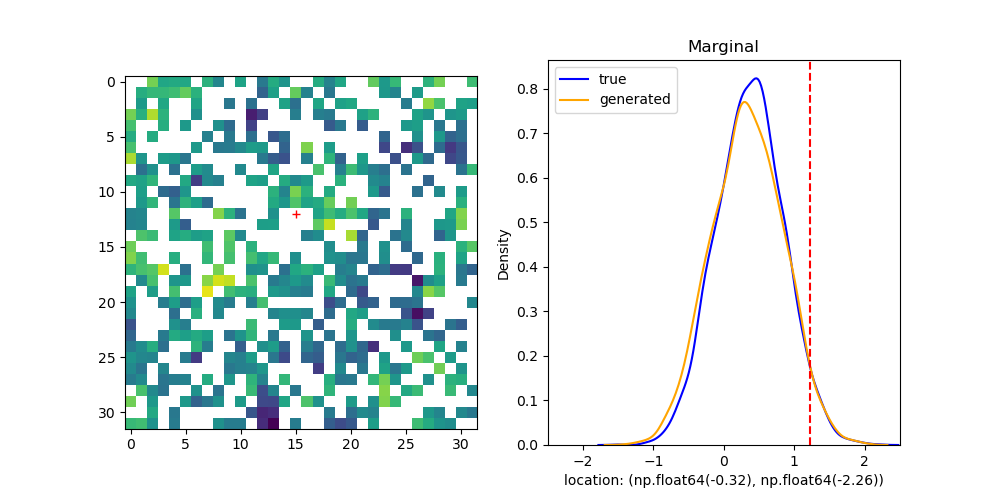 Marginal
true
generated
0
5
10
15
20
25
30
0 5 10 15 20 25 30
Density
0.8
0.7
0.6
0.5
0.4
0.3
0.2
0.1
0.0
−2 −1 0 1 2
location: (np.float64(-0.32), np.float64(-2.26))